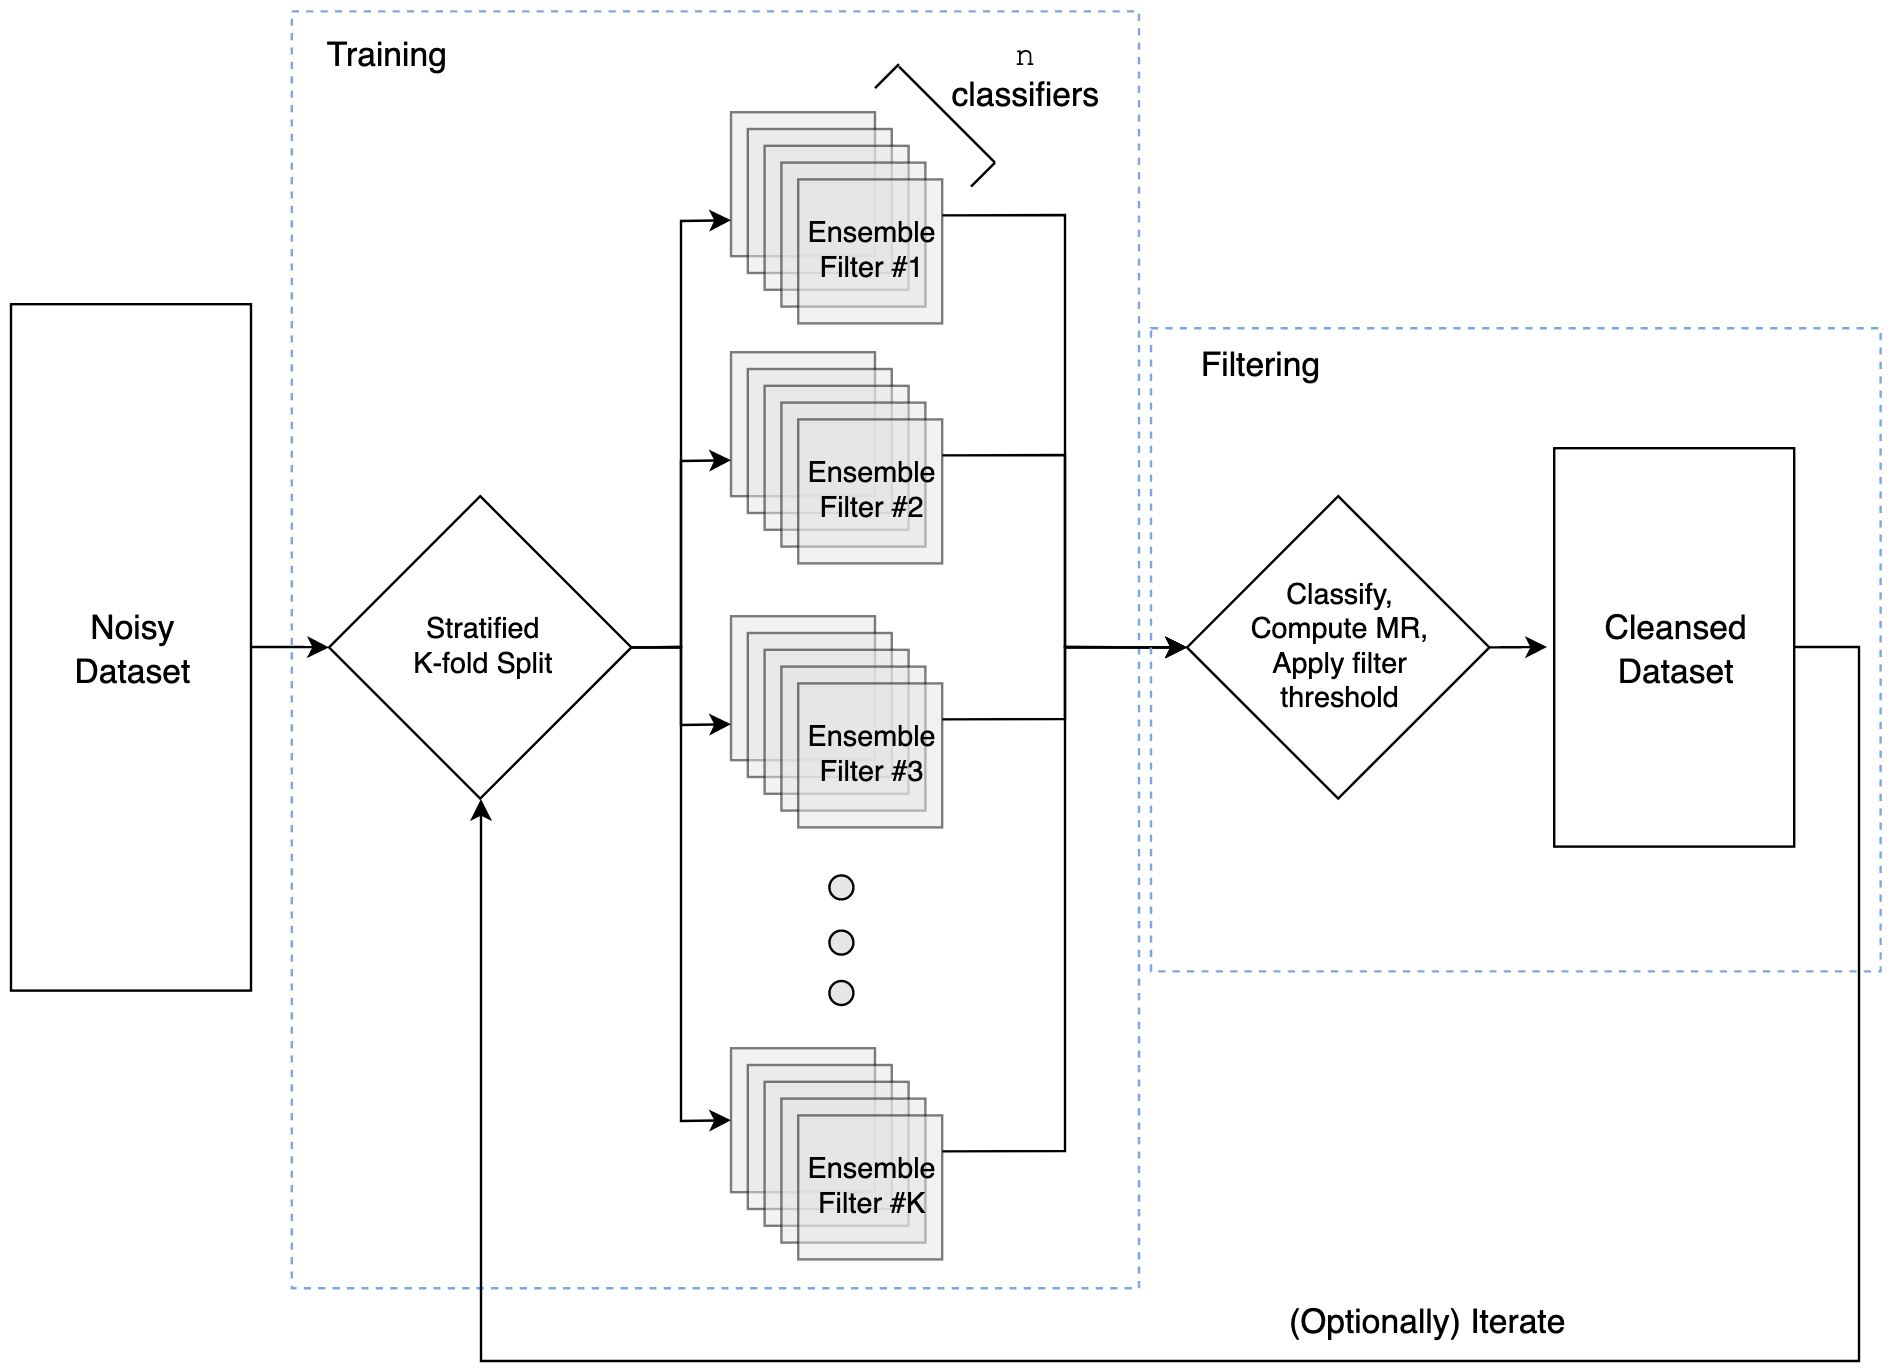 Training
n
classifiers
Ensemble
Filter #1
Ensemble
Filter #2
Ensemble
Filter #3
Ensemble
Filter #K
Noisy
Dataset
Stratified
K-fold Split
Filtering
Classify,
Compute MR,
Apply filter
threshold
Cleansed
Dataset
(Optionally) Iterate